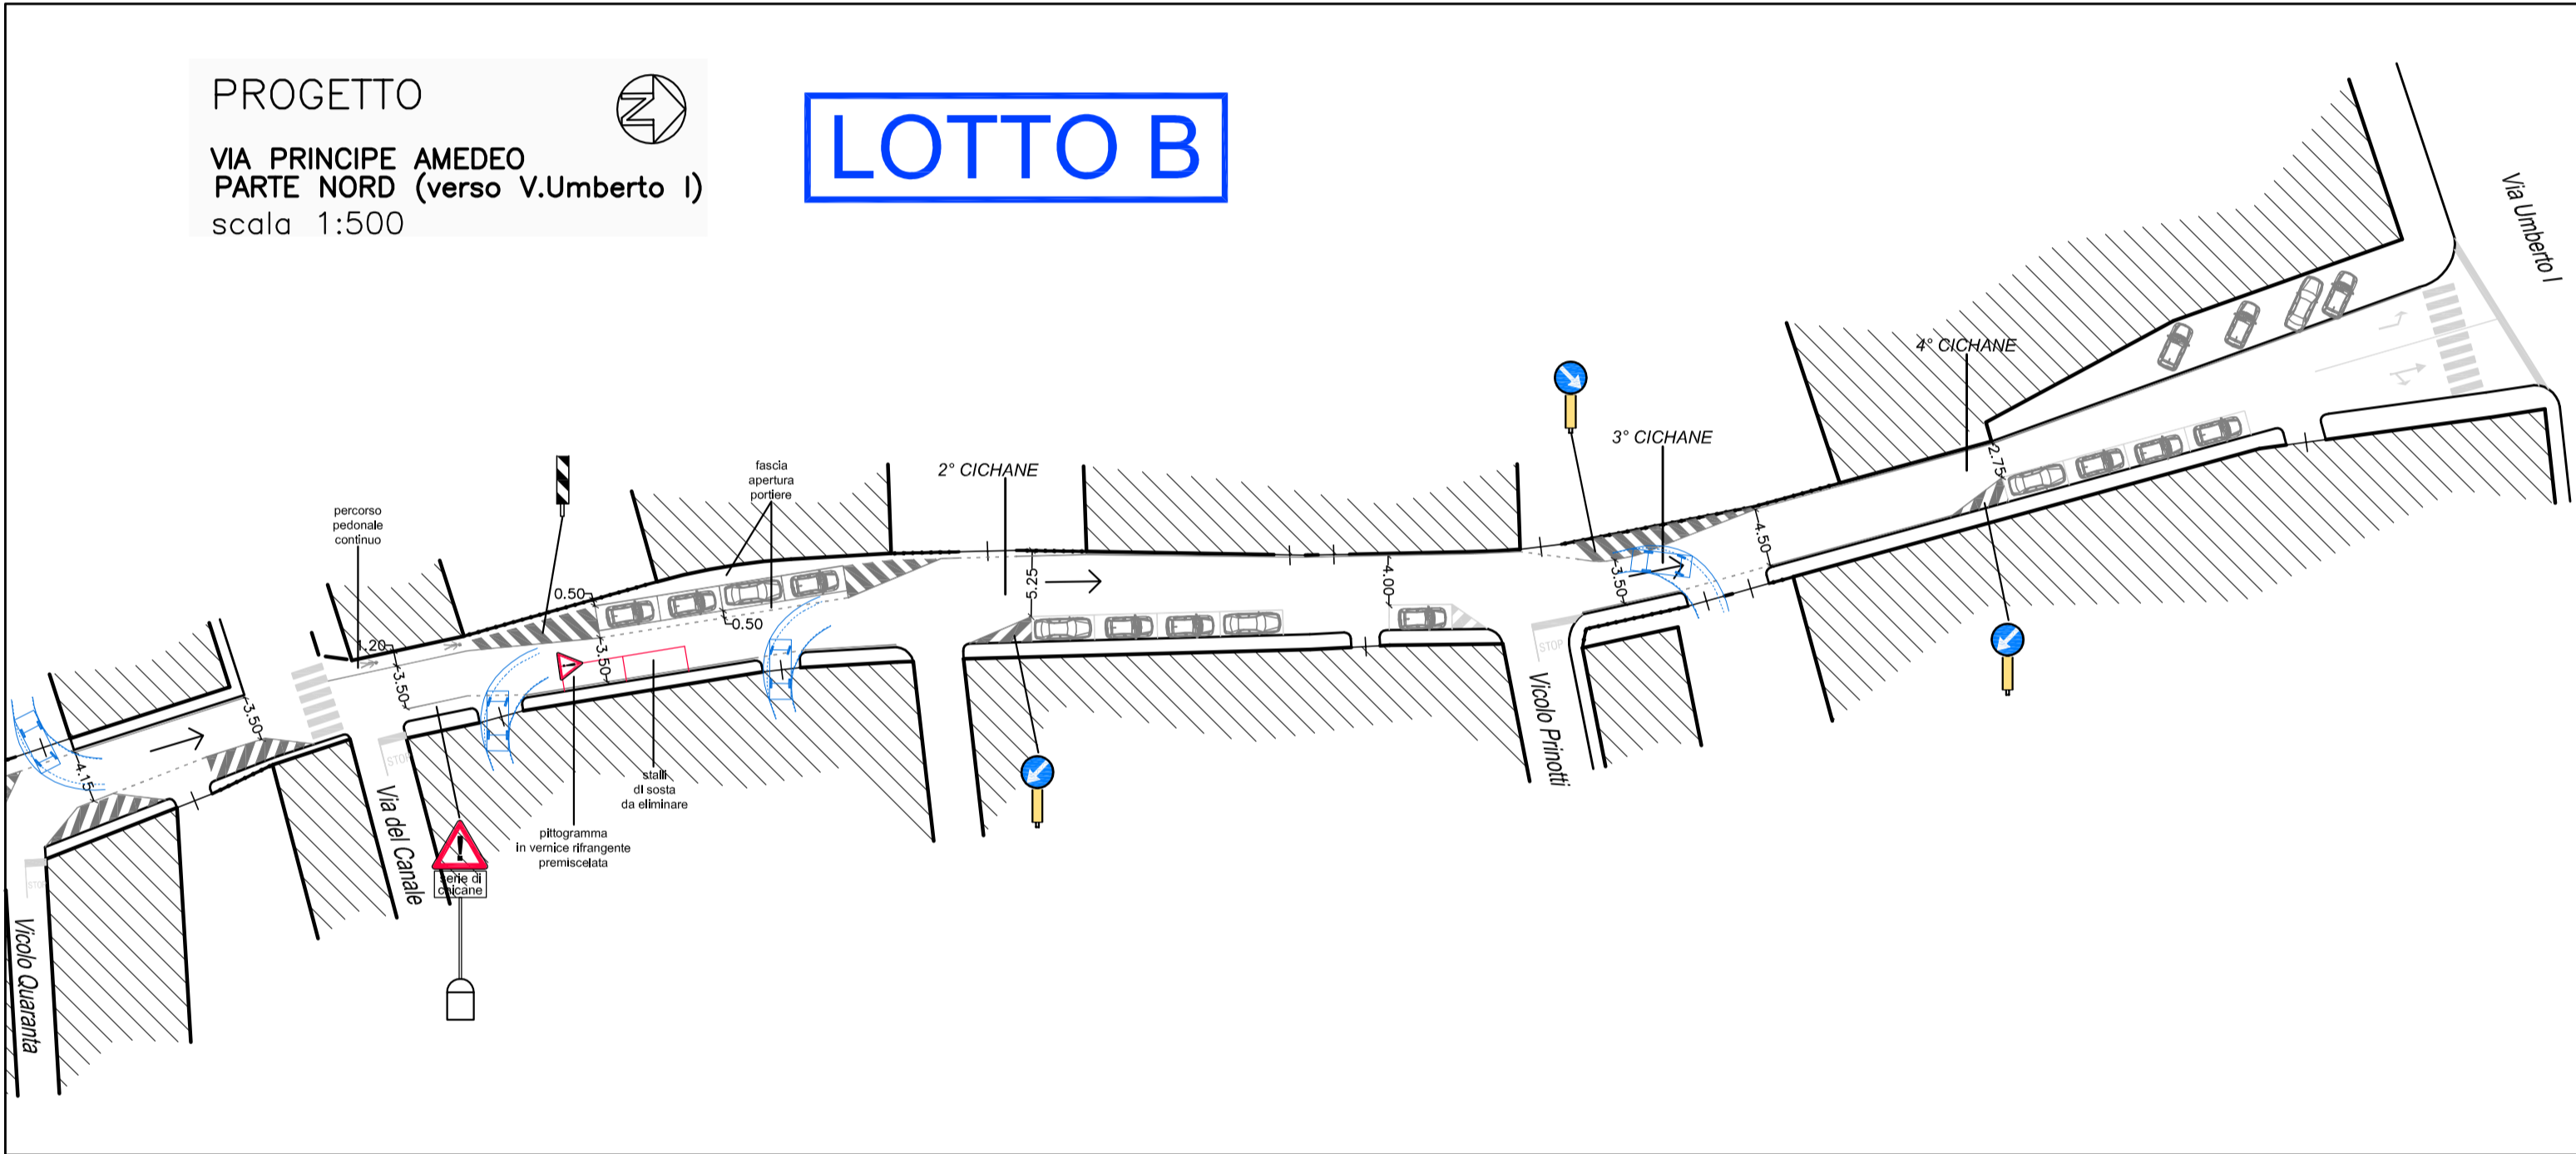 PROGETTO
N
VIA PRINCIPE AMEDEO
PARTE NORD (verso V.Umberto I)
scala 1:500
LOTTO B
Via Umberto I
4° CICHANE
3° CICHANE
2° CICHANE
fascia
apertura
portiere
percorso
pedonale
continuo
2.75
4.50
3.50
4.00
5.25
0.50
0.50
3.50
1.20
3.50
3.50
4.15
STOP
STOP
STOP
Vicolo Prinotti
Via del Canale
Vicolo Quaranta
stalli
di sosta
da eliminare
pittogramma
in vernice rifrangente
premiscelata
!
!
serie di
chicane